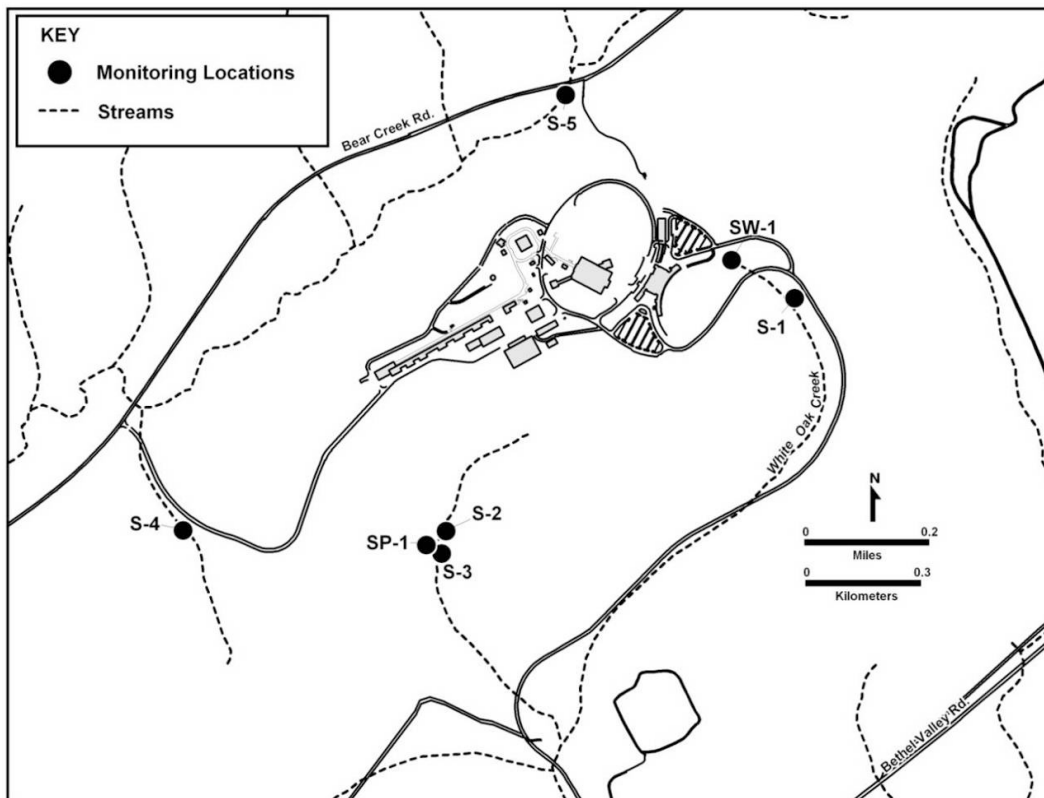 KEY
Monitoring Locations
Streams
Bear Creek Rd.
S-5
SW-1
S-1
White Oak Creek
S-4
S-2
SP-1
S-3
N
0 0.2
Miles
0 0.3
Kilometers
Bethel Valley Rd.